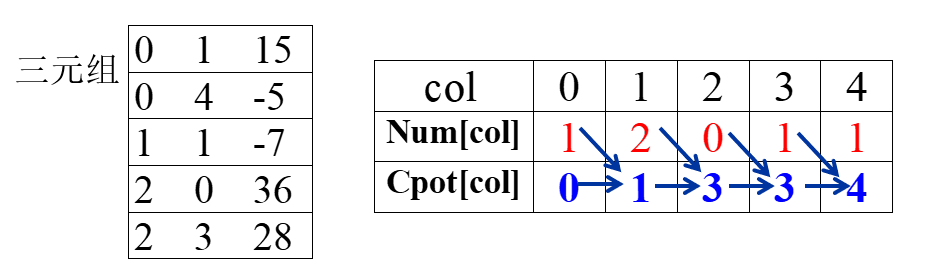 三元组
0 1 15
0 4 -5
1 1 -7
2 0 36
2 3 28
col 0 1 2 3 4
Num[col] 1 2 0 1 1
Cpot[col] 0 1 3 3 4